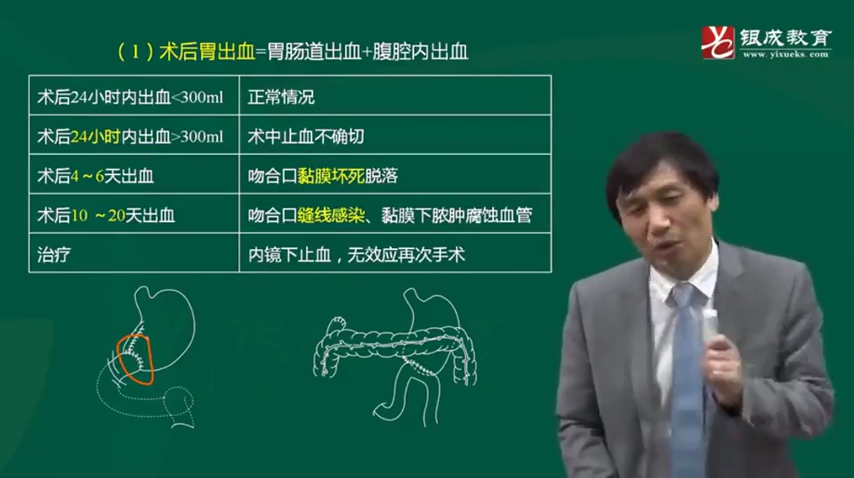 银成教育
www.yixueks.com
（1）术后胃出血=胃肠道出血+腹腔内出血
术后24小时内出血<300ml 正常情况
术后24小时内出血>300ml 术中止血不确切
术后4～6天出血 吻合口黏膜坏死脱落
术后10 ～20天出血 吻合口缝线感染、黏膜下脓肿腐蚀血管
治疗 内镜下止血，无效应再次手术